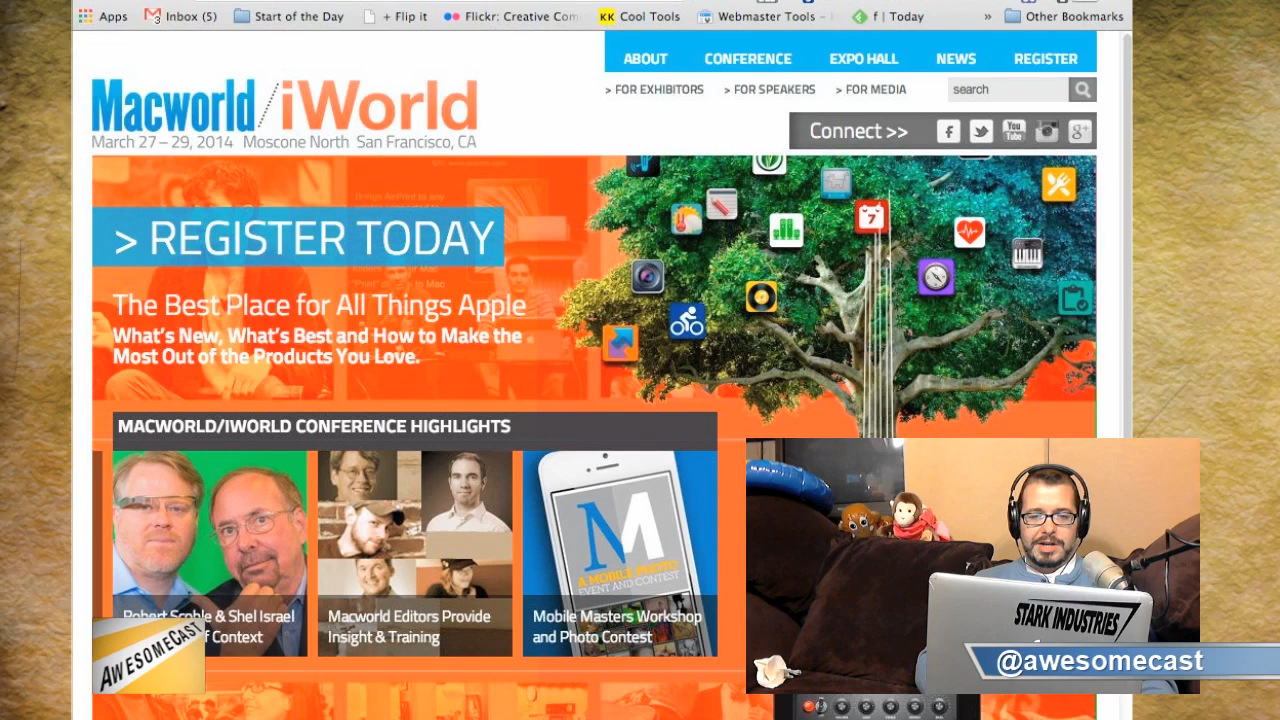 Apps Inbox (5) Start of the Day + Flip it Flickr: Creative Com KK Cool Tools Webmaster Tools - f | Today » Other Bookmarks
ABOUT CONFERENCE EXPO HALL NEWS REGISTER
> FOR EXHIBITORS > FOR SPEAKERS > FOR MEDIA search
Macworld/iWorld
March 27–29, 2014 Moscone North San Francisco, CA
Connect >> f You Tube g+
> REGISTER TODAY
7
The Best Place for All Things Apple
What's New, What's Best and How to Make the
Most Out of the Products You Love.
MACWORLD/IWORLD CONFERENCE HIGHLIGHTS
M
A MOBILE PHOTO
EVENT AND CONTEST
Robert Scoble & Shel Israel
of Context
Macworld Editors Provide
Insight & Training
Mobile Masters Workshop
and Photo Contest
AWESOMECAST
STARK INDUSTRIES
@awesomecast